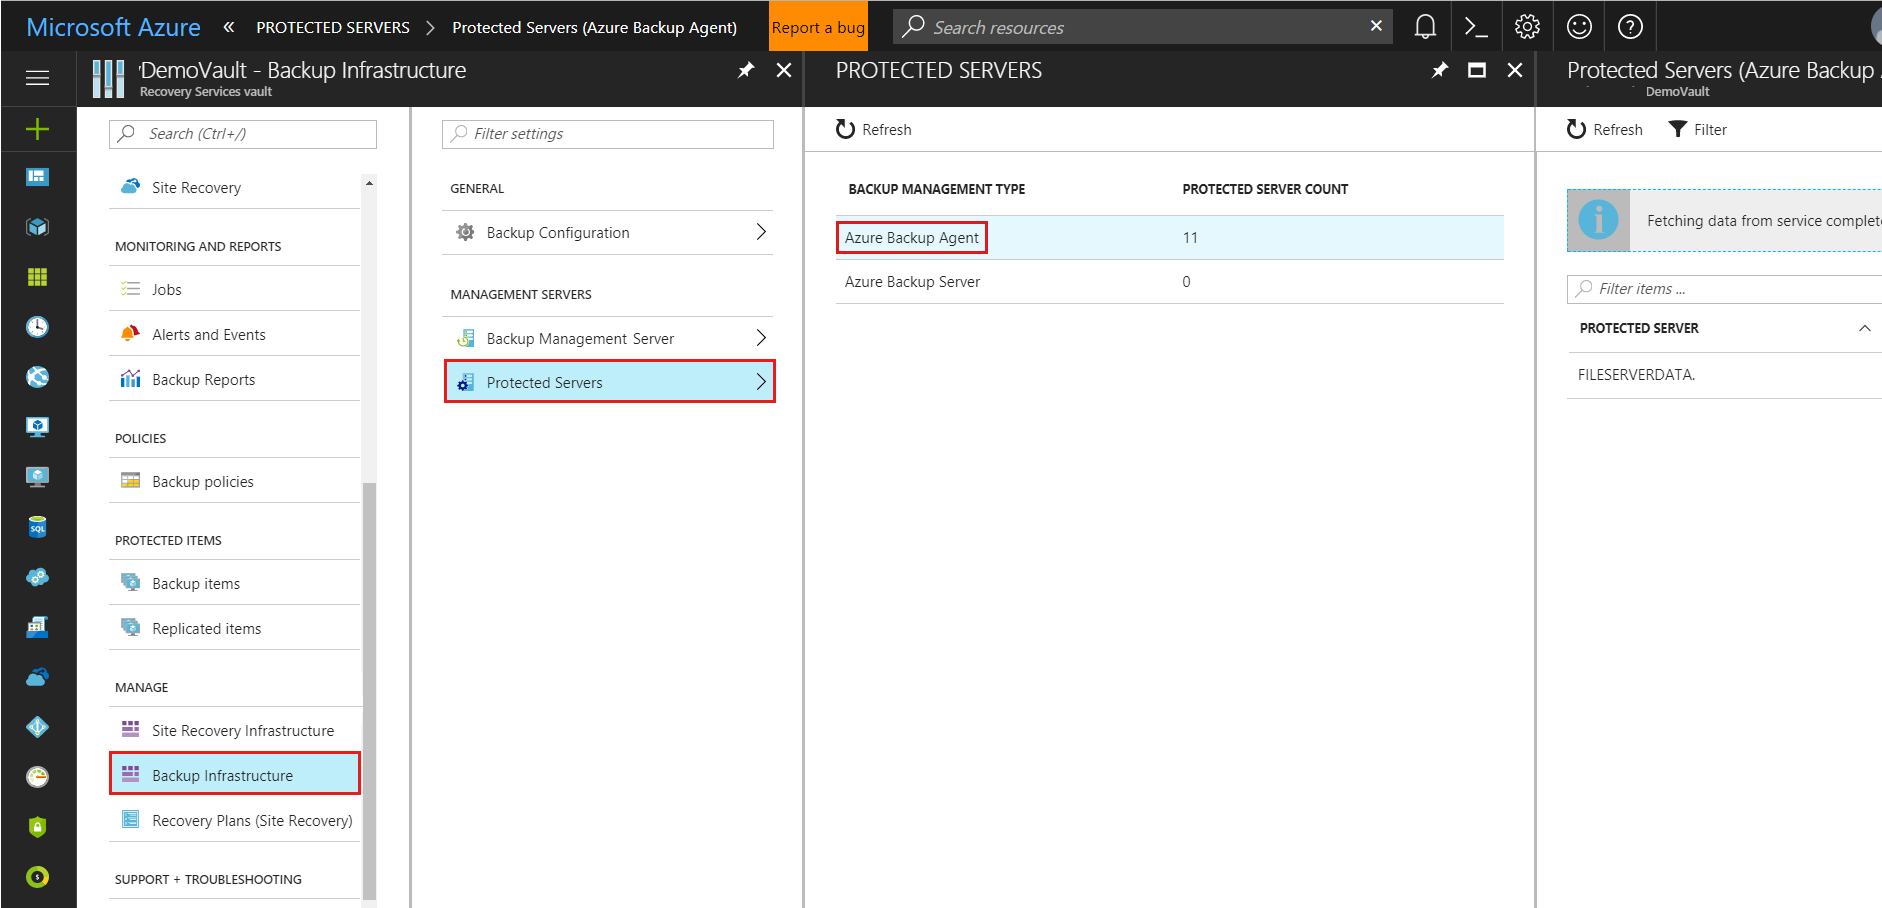 Microsoft Azure « PROTECTED SERVERS > Protected Servers (Azure Backup Agent) Report a bug Search resources
'DemoVault - Backup Infrastructure
Recovery Services vault
Search (Ctrl+/)
Site Recovery
MONITORING AND REPORTS
Jobs
Alerts and Events
Backup Reports
POLICIES
Backup policies
PROTECTED ITEMS
Backup items
Replicated items
MANAGE
Site Recovery Infrastructure
Backup Infrastructure
Recovery Plans (Site Recovery)
SUPPORT + TROUBLESHOOTING
Filter settings
GENERAL
Backup Configuration
MANAGEMENT SERVERS
Backup Management Server
Protected Servers
PROTECTED SERVERS
Refresh
BACKUP MANAGEMENT TYPE PROTECTED SERVER COUNT
Azure Backup Agent 11
Azure Backup Server 0
Protected Servers (Azure Backup
DemoVault
Refresh Filter
Fetching data from service complete
Filter items ...
PROTECTED SERVER
FILESERVERDATA.
SQL